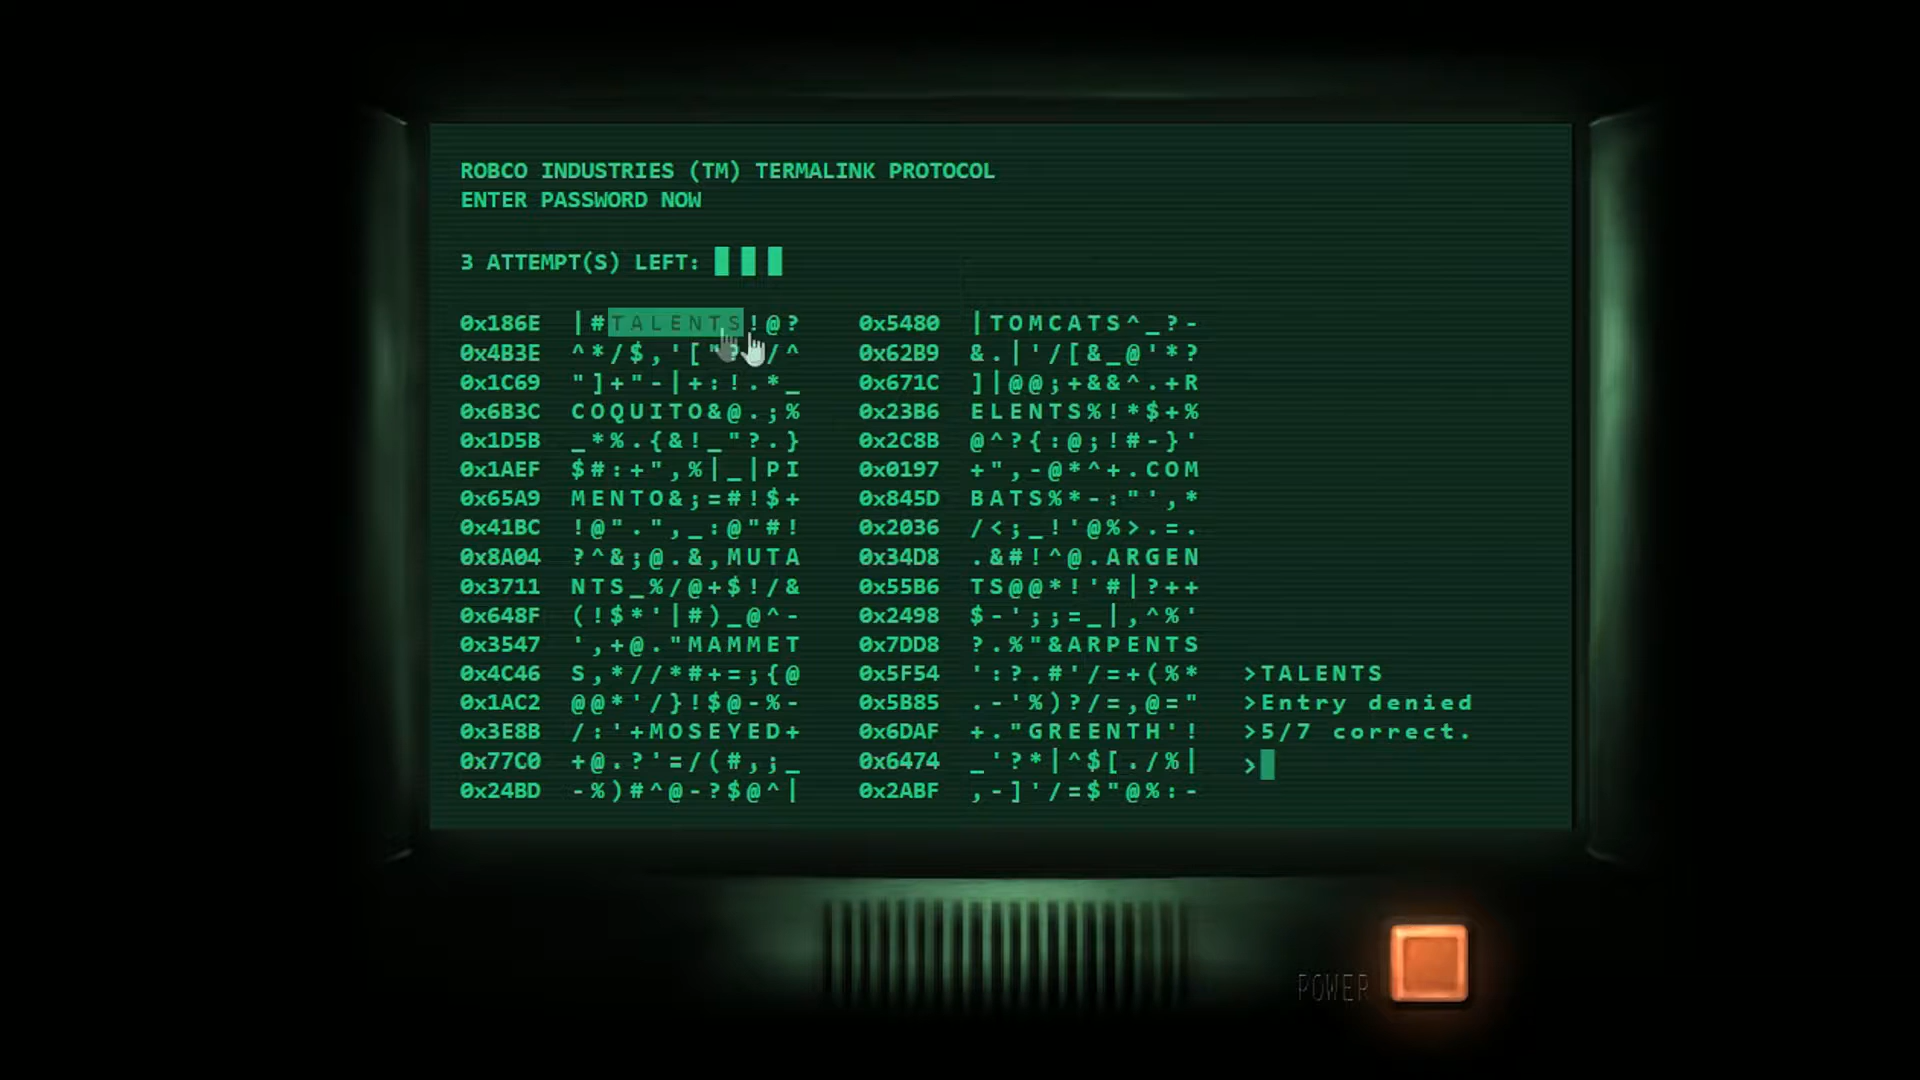 ROBCO INDUSTRIES (TM) TERMALINK PROTOCOL
ENTER PASSWORD NOW
3 ATTEMPT(S) LEFT: █ █ █
0x186E |#TALENTS!@? 0x5480 |TOMCATS^_?-
0x4B3E ^*/$,'["? /^ 0x62B9 &.|'/[&_@'*?
0x1C69 "]+"-|+:!.*_ 0x671C ]|@@;+&&^.+R
0x6B3C COQUITO&@.;% 0x23B6 ELENTS%!*$+%
0x1D5B _*%.{&!_"?.} 0x2C8B @^?{:@;!#-}'
0x1AEF $#:+",%|_|PI 0x0197 +",-@*^+.COM
0x65A9 MENTO&;=#!$+ 0x845D BATS%*-:"',*
0x41BC !@".",_:@"#! 0x2036 /<;_!'@%>.=.
0x8A04 ?^&;@.&,MUTA 0x34D8 .&#!^@.ARGEN
0x3711 NTS_%/@+$!/& 0x55B6 TS@@*!'#|?++
0x648F (!$*'|#)_@^- 0x2498 $-';;=_|,^%'
0x3547 ',+@."MAMMET 0x7DD8 ?.%"&ARPENTS
0x4C46 S,*//*#+=;{@ 0x5F54 ':?.#'/=+(%* >TALENTS
0x1AC2 @@*'/}!$@-%- 0x5B85 .-'%)?/=,@=" >Entry denied
0x3E8B /:'+MOSEYED+ 0x6DAF +."GREENTH'! >5/7 correct.
0x77C0 +@.?'=/(#,;_ 0x6474 _'?*|^$[./%| >█
0x24BD -%)#^@-?$@^| 0x2ABF ,-]'/=$"@%:-
POWER